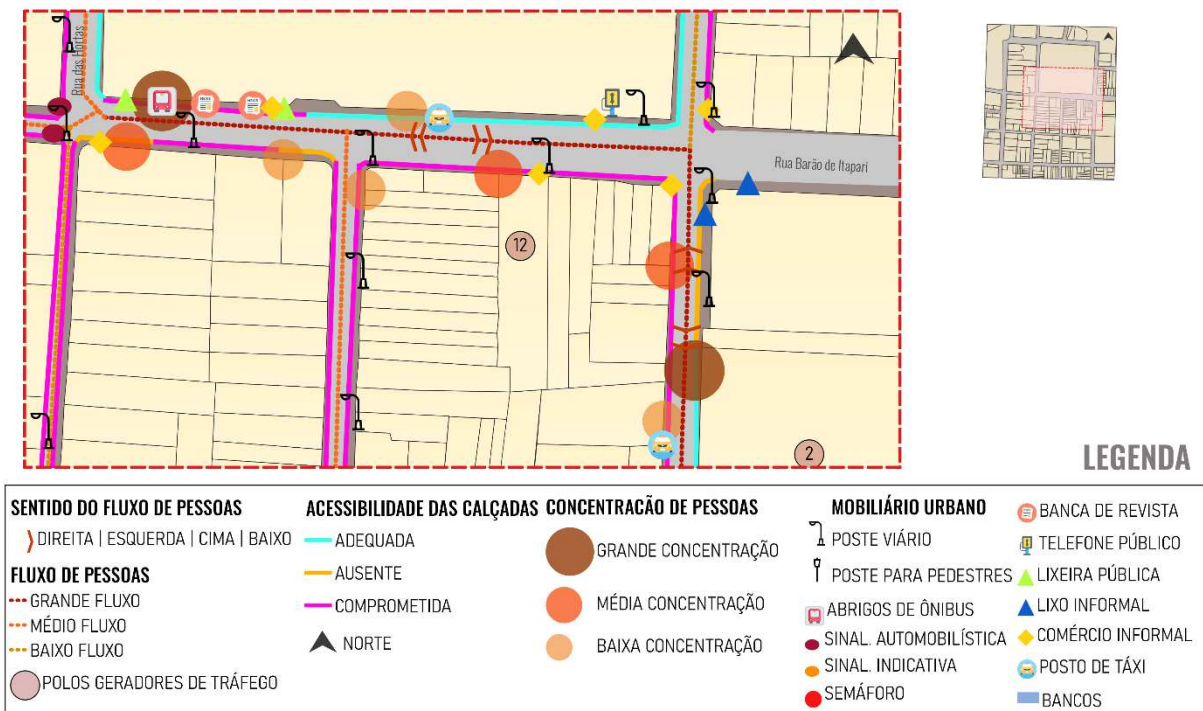 Rua das Hortas
Rua Barão de Itapari
12
2
LEGENDA
SENTIDO DO FLUXO DE PESSOAS
DIREITA | ESQUERDA | CIMA | BAIXO
FLUXO DE PESSOAS
GRANDE FLUXO
MÉDIO FLUXO
BAIXO FLUXO
POLOS GERADORES DE TRÁFEGO
ACESSIBILIDADE DAS CALÇADAS
ADEQUADA
AUSENTE
COMPROMETIDA
NORTE
CONCENTRACÃO DE PESSOAS
GRANDE CONCENTRAÇÃO
MÉDIA CONCENTRAÇÃO
BAIXA CONCENTRAÇÃO
MOBILIÁRIO URBANO
POSTE VIÁRIO
POSTE PARA PEDESTRES
ABRIGOS DE ÔNIBUS
SINAL. AUTOMOBILÍSTICA
SINAL. INDICATIVA
SEMÁFORO
BANCA DE REVISTA
TELEFONE PÚBLICO
LIXEIRA PÚBLICA
LIXO INFORMAL
COMÉRCIO INFORMAL
POSTO DE TÁXI
BANCOS